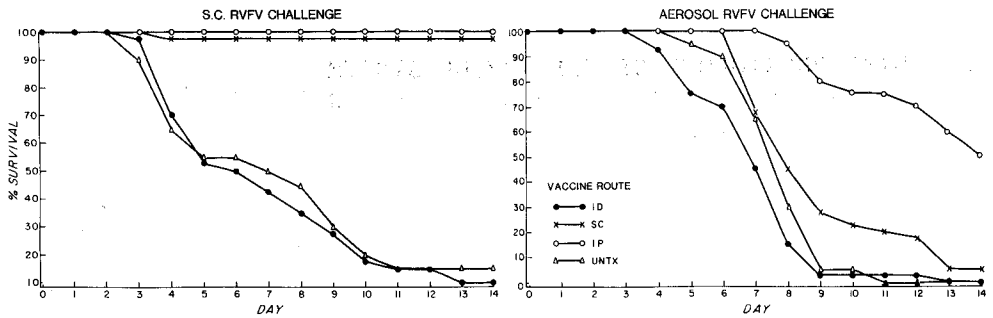 S.C. RVFV CHALLENGE
100
90
80
70
60
50
40
30
20
10
% SURVIVAL
0 1 2 3 4 5 6 7 8 9 10 11 12 13 14
DAY
AEROSOL RVFV CHALLENGE
100
90
80
70
60
50
40
30
20
10
0
VACCINE ROUTE
ID
SC
IP
UNTX
0 1 2 3 4 5 6 7 8 9 10 11 12 13 14
DAY